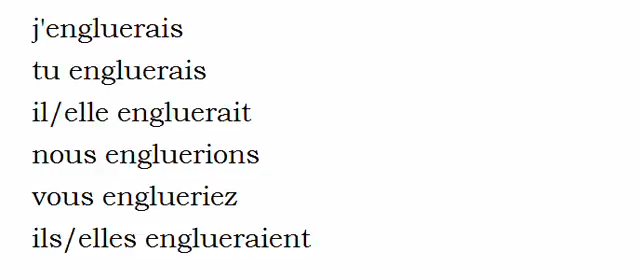 j'engluerais
tu engluerais
il/elle engluerait
nous engluerions
vous englueriez
ils/elles englueraient